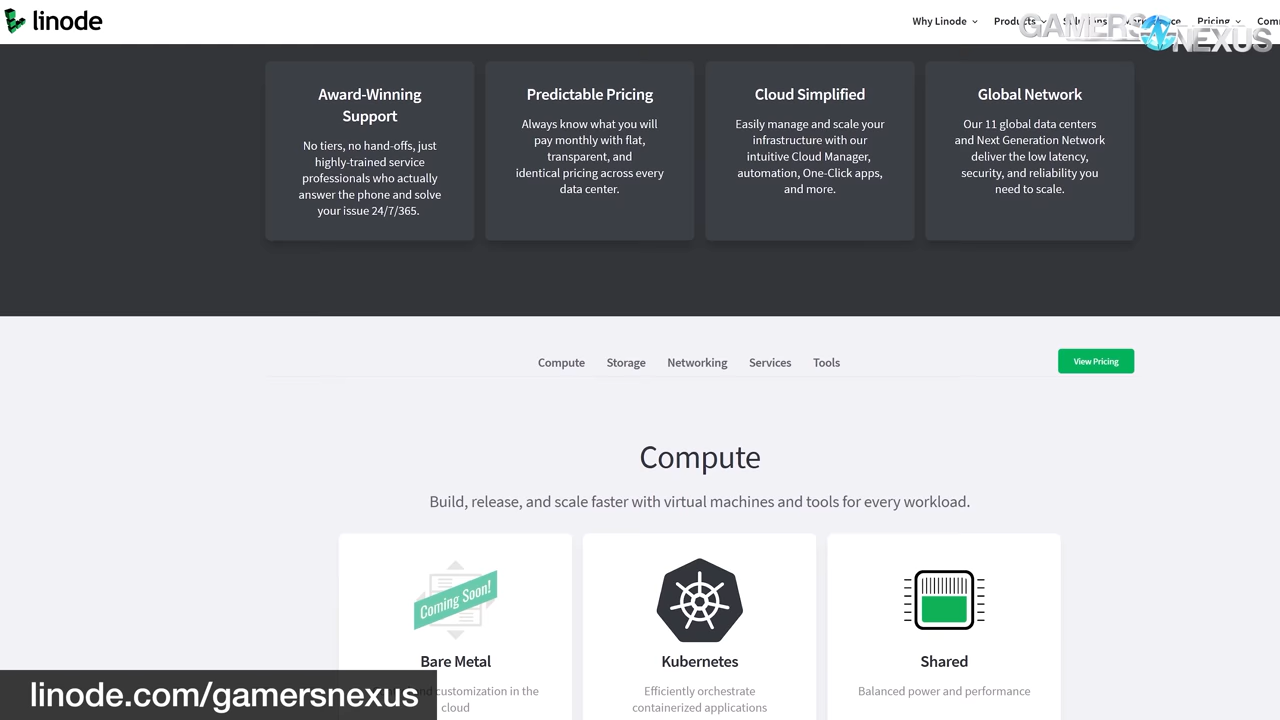 linode
Why Linode Products Pricing
GAMERS NEXUS
Award-Winning
Support
No tiers, no hand-offs, just
highly-trained service
professionals who actually
answer the phone and solve
your issue 24/7/365.
Predictable Pricing
Always know what you will
pay monthly with flat,
transparent, and
identical pricing across every
data center.
Cloud Simplified
Easily manage and scale your
infrastructure with our
intuitive Cloud Manager,
automation, One-Click apps,
and more.
Global Network
Our 11 global data centers
and Next Generation Network
deliver the low latency,
security, and reliability you
need to scale.
Compute Storage Networking Services Tools View Pricing
Compute
Build, release, and scale faster with virtual machines and tools for every workload.
Coming Soon!
Bare Metal
customization in the
cloud
Kubernetes
Efficiently orchestrate
containerized applications
Shared
Balanced power and performance
linode.com/gamersnexus